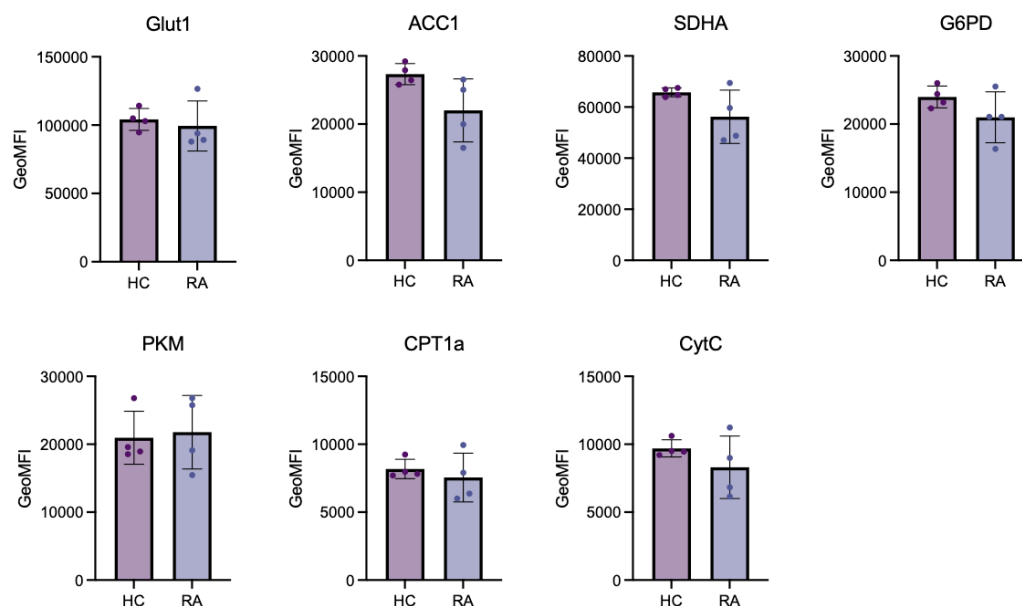 Glut1
150000
100000
50000
0
GeoMFI
HC
RA
ACC1
30000
20000
10000
0
GeoMFI
HC
RA
SDHA
80000
60000
40000
20000
0
GeoMFI
HC
RA
G6PD
30000
20000
10000
0
GeoMFI
HC
RA
PKM
30000
20000
10000
0
GeoMFI
HC
RA
CPT1a
15000
10000
5000
0
GeoMFI
HC
RA
CytC
15000
10000
5000
0
GeoMFI
HC
RA